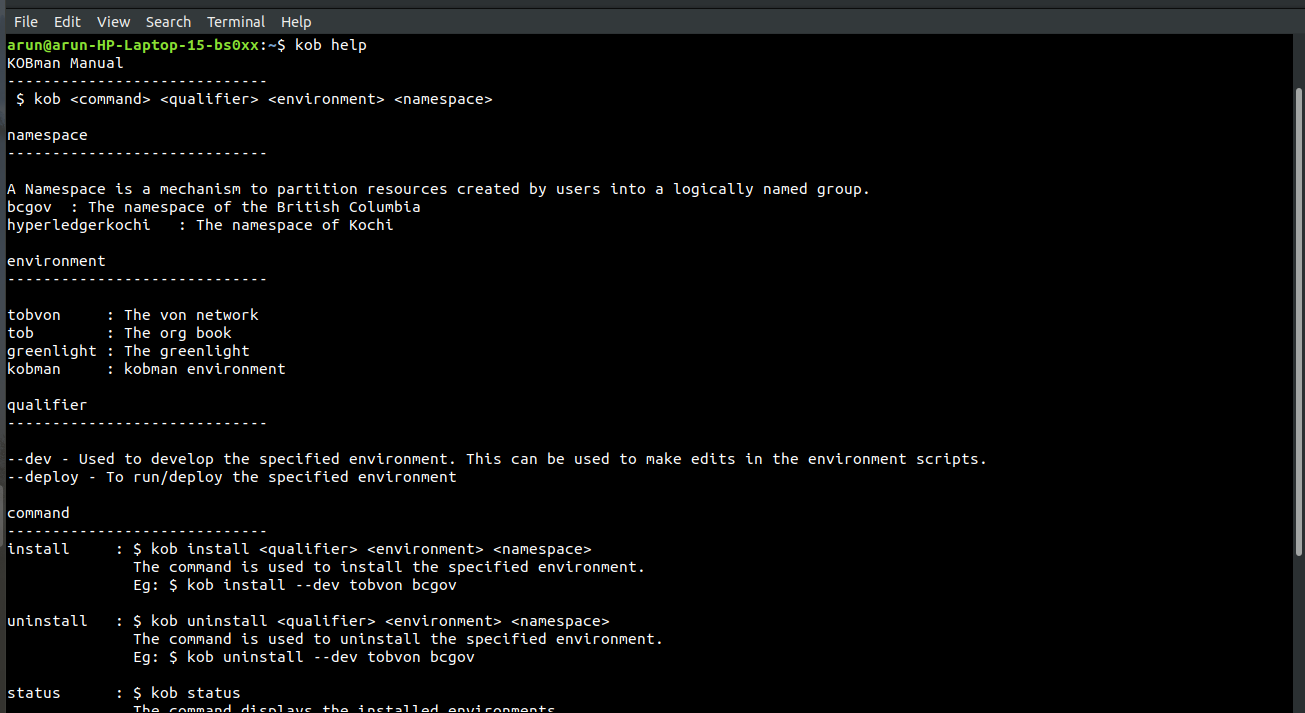 File Edit View Search Terminal Help
arun@arun-HP-Laptop-15-bs0xx:~$ kob help
KOBman Manual
-----------------------------
 $ kob <command> <qualifier> <environment> <namespace>
namespace
-----------------------------
A Namespace is a mechanism to partition resources created by users into a logically named group.
bcgov  : The namespace of the British Columbia
hyperledgerkochi   : The namespace of Kochi
environment
-----------------------------
tobvon     : The von network
tob        : The org book
greenlight : The greenlight
kobman     : kobman environment
qualifier
-----------------------------
--dev - Used to develop the specified environment. This can be used to make edits in the environment scripts.
--deploy - To run/deploy the specified environment
command
-----------------------------
install     : $ kob install <qualifier> <environment> <namespace>
              The command is used to install the specified environment.
              Eg: $ kob install --dev tobvon bcgov
uninstall   : $ kob uninstall <qualifier> <environment> <namespace>
              The command is used to uninstall the specified environment.
              Eg: $ kob uninstall --dev tobvon bcgov
status      : $ kob status
              The command displays the installed environments